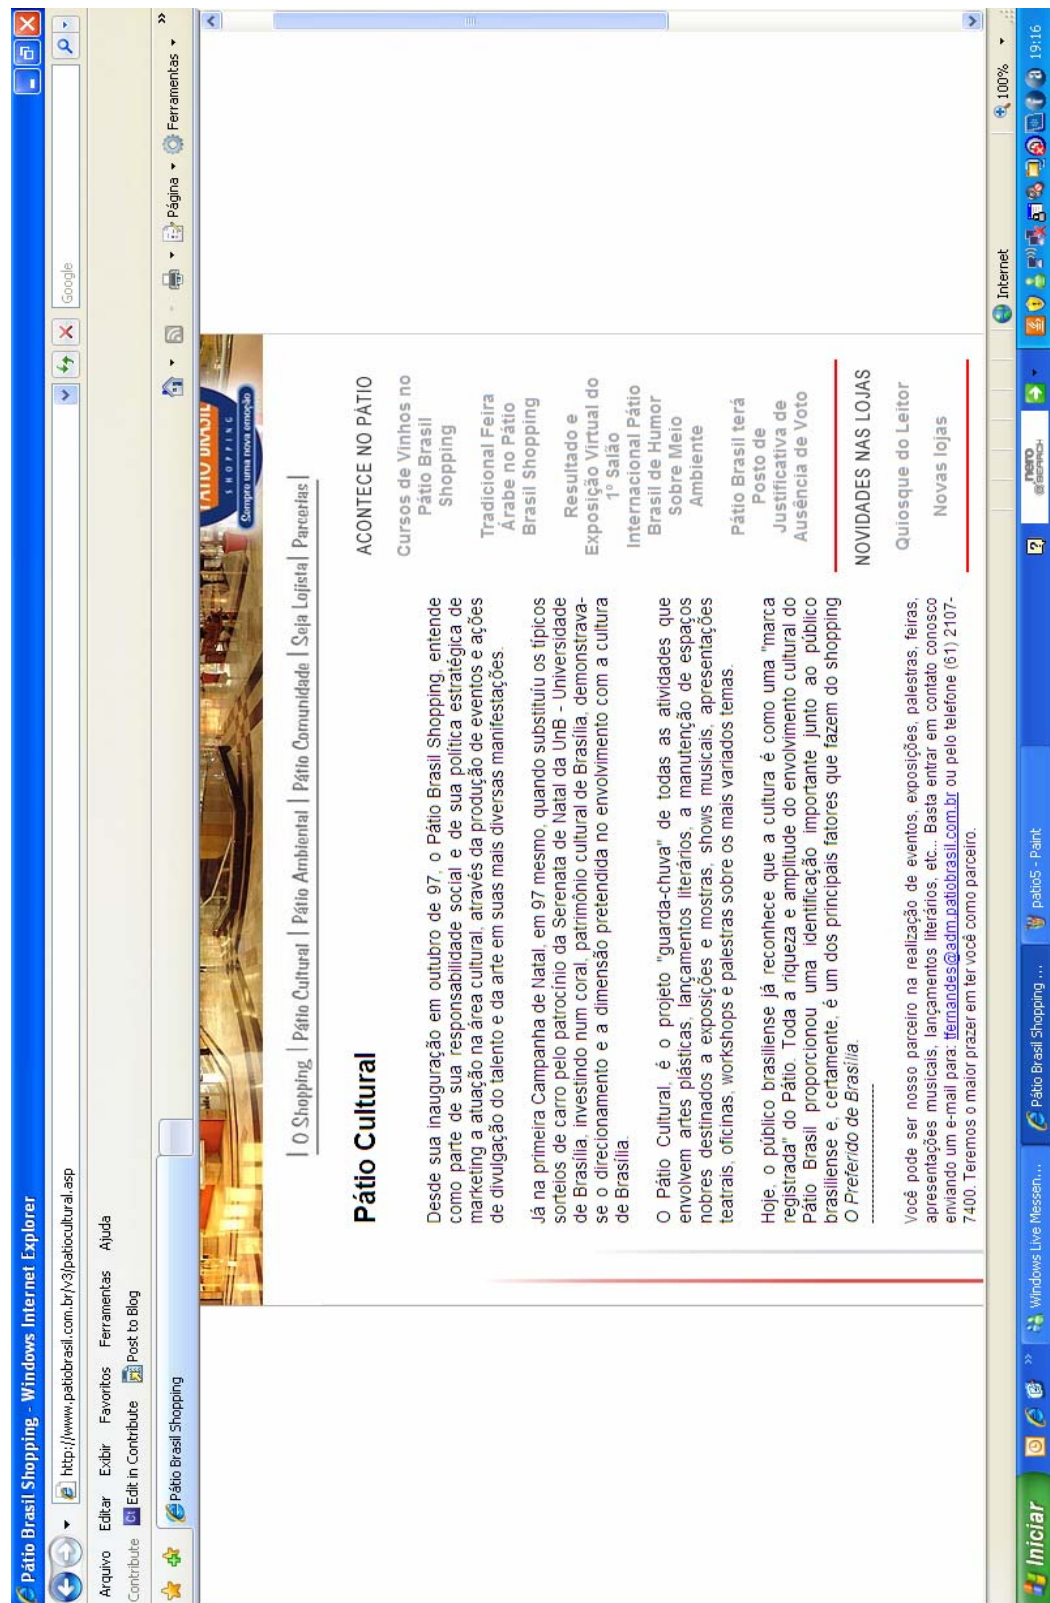 Pátio Brasil Shopping - Windows Internet Explorer
http://www.patiobrasil.com.br/v3/patiocultural.asp
Google
Arquivo Editar Exibir Favoritos Ferramentas Ajuda
Contribute Edit in Contribute Post to Blog
Pátio Brasil Shopping
Página Ferramentas
PÁTIO BRASIL
SHOPPING
Sempre uma nova emoção
| O Shopping | Pátio Cultural | Pátio Ambiental | Pátio Comunidade | Seja Lojista | Parcerias |
Pátio Cultural
Desde sua inauguração em outubro de 97, o Pátio Brasil Shopping, entende
como parte de sua responsabilidade social e de sua política estratégica de
marketing a atuação na área cultural, através da produção de eventos e ações
de divulgação do talento e da arte em suas mais diversas manifestações.
Já na primeira Campanha de Natal, em 97 mesmo, quando substituíu os típicos
sorteios de carro pelo patrocínio da Serenata de Natal da UnB - Universidade
de Brasília, investindo num coral, patrimônio cultural de Brasília, demonstrava-
se o direcionamento e a dimensão pretendida no envolvimento com a cultura
de Brasília.
O Pátio Cultural, é o projeto "guarda-chuva" de todas as atividades que
envolvem artes plásticas, lançamentos literários, a manutenção de espaços
nobres destinados a exposições e mostras, shows musicais, apresentações
teatrais, oficinas, workshops e palestras sobre os mais variados temas.
Hoje, o público brasiliense já reconhece que a cultura é como uma "marca
registrada" do Pátio. Toda a riqueza e amplitude do envolvimento cultural do
Pátio Brasil proporcionou uma identificação importante junto ao público
brasiliense e, certamente, é um dos principais fatores que fazem do shopping
O Preferido de Brasília.
Você pode ser nosso parceiro na realização de eventos, exposições, palestras, feiras,
apresentações musicais, lançamentos literários, etc... Basta entrar em contato conosco
enviando um e-mail para: tfernandes@adm.patiobrasil.com.br ou pelo telefone (61) 2107-
7400. Teremos o maior prazer em ter você como parceiro.
ACONTECE NO PÁTIO
Cursos de Vinhos no
Pátio Brasil
Shopping
Tradicional Feira
Árabe no Pátio
Brasil Shopping
Resultado e
Exposição Virtual do
1º Salão
Internacional Pátio
Brasil de Humor
Sobre Meio
Ambiente
Pátio Brasil terá
Posto de
Justificativa de
Ausência de Voto
NOVIDADES NAS LOJAS
Quiosque do Leitor
Novas lojas
Internet 100%
Iniciar Windows Live Messen... Pátio Brasil Shopping ... patio5 - Paint nero SEARCH 19:16